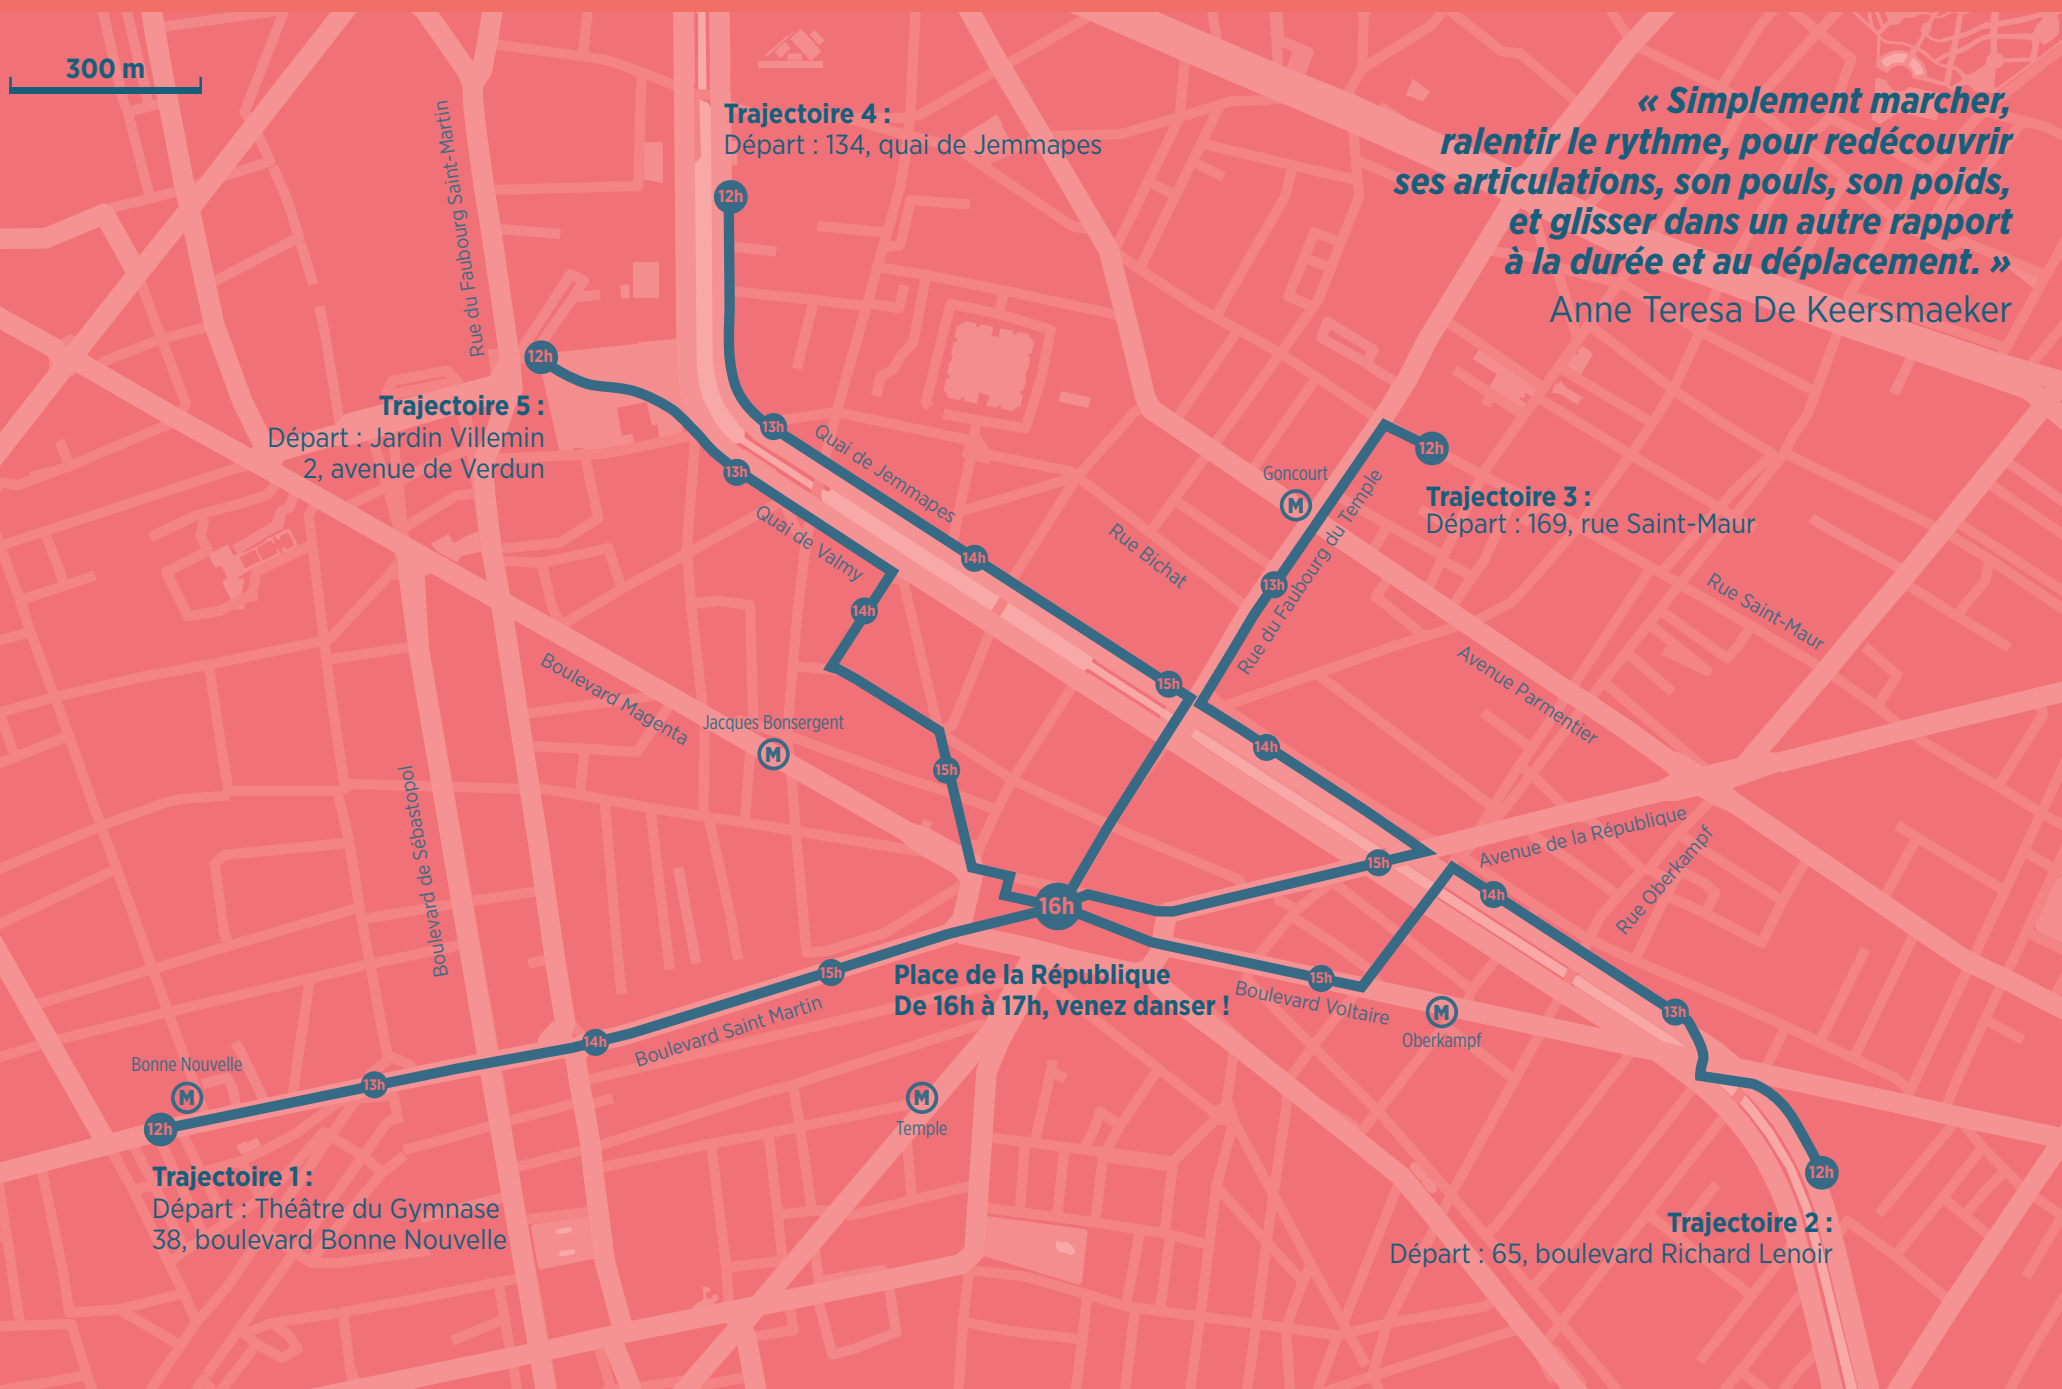 300 m
« Simplement marcher,
ralentir le rythme, pour redécouvrir
ses articulations, son pouls, son poids,
et glisser dans un autre rapport
à la durée et au déplacement. »
Anne Teresa De Keersmaeker
Trajectoire 4 :
Départ : 134, quai de Jemmapes
12h
Rue du Faubourg Saint-Martin
12h
Trajectoire 5 :
Départ : Jardin Villemin
2, avenue de Verdun
13h
13h
Quai de Jemmapes
Quai de Valmy
14h
14h
Goncourt
M
12h
Trajectoire 3 :
Départ : 169, rue Saint-Maur
Rue Bichat
13h
Rue du Faubourg du Temple
Rue Saint-Maur
Avenue Parmentier
Boulevard Magenta
Jacques Bonsergent
M
15h
15h
14h
Boulevard de Sébastopol
15h
Avenue de la République
Rue Oberkampf
14h
16h
Place de la République
De 16h à 17h, venez danser !
15h
15h
Boulevard Voltaire
M
Oberkampf
13h
Boulevard Saint Martin
14h
Bonne Nouvelle
M
13h
12h
M
Temple
Trajectoire 1 :
Départ : Théâtre du Gymnase
38, boulevard Bonne Nouvelle
12h
Trajectoire 2 :
Départ : 65, boulevard Richard Lenoir